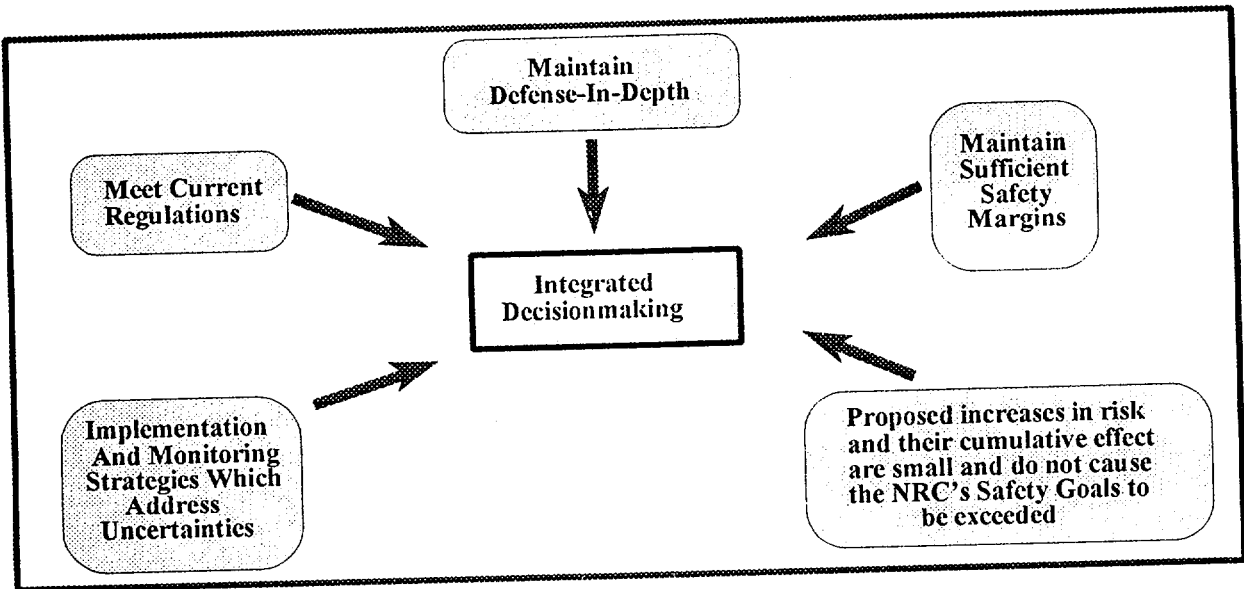 Maintain
Defense-In-Depth
Meet Current
Regulations
Maintain
Sufficient
Safety
Margins
Integrated
Decisionmaking
Implementation
And Monitoring
Strategies Which
Address
Uncertainties
Proposed increases in risk
and their cumulative effect
are small and do not cause
the NRC's Safety Goals to
be exceeded